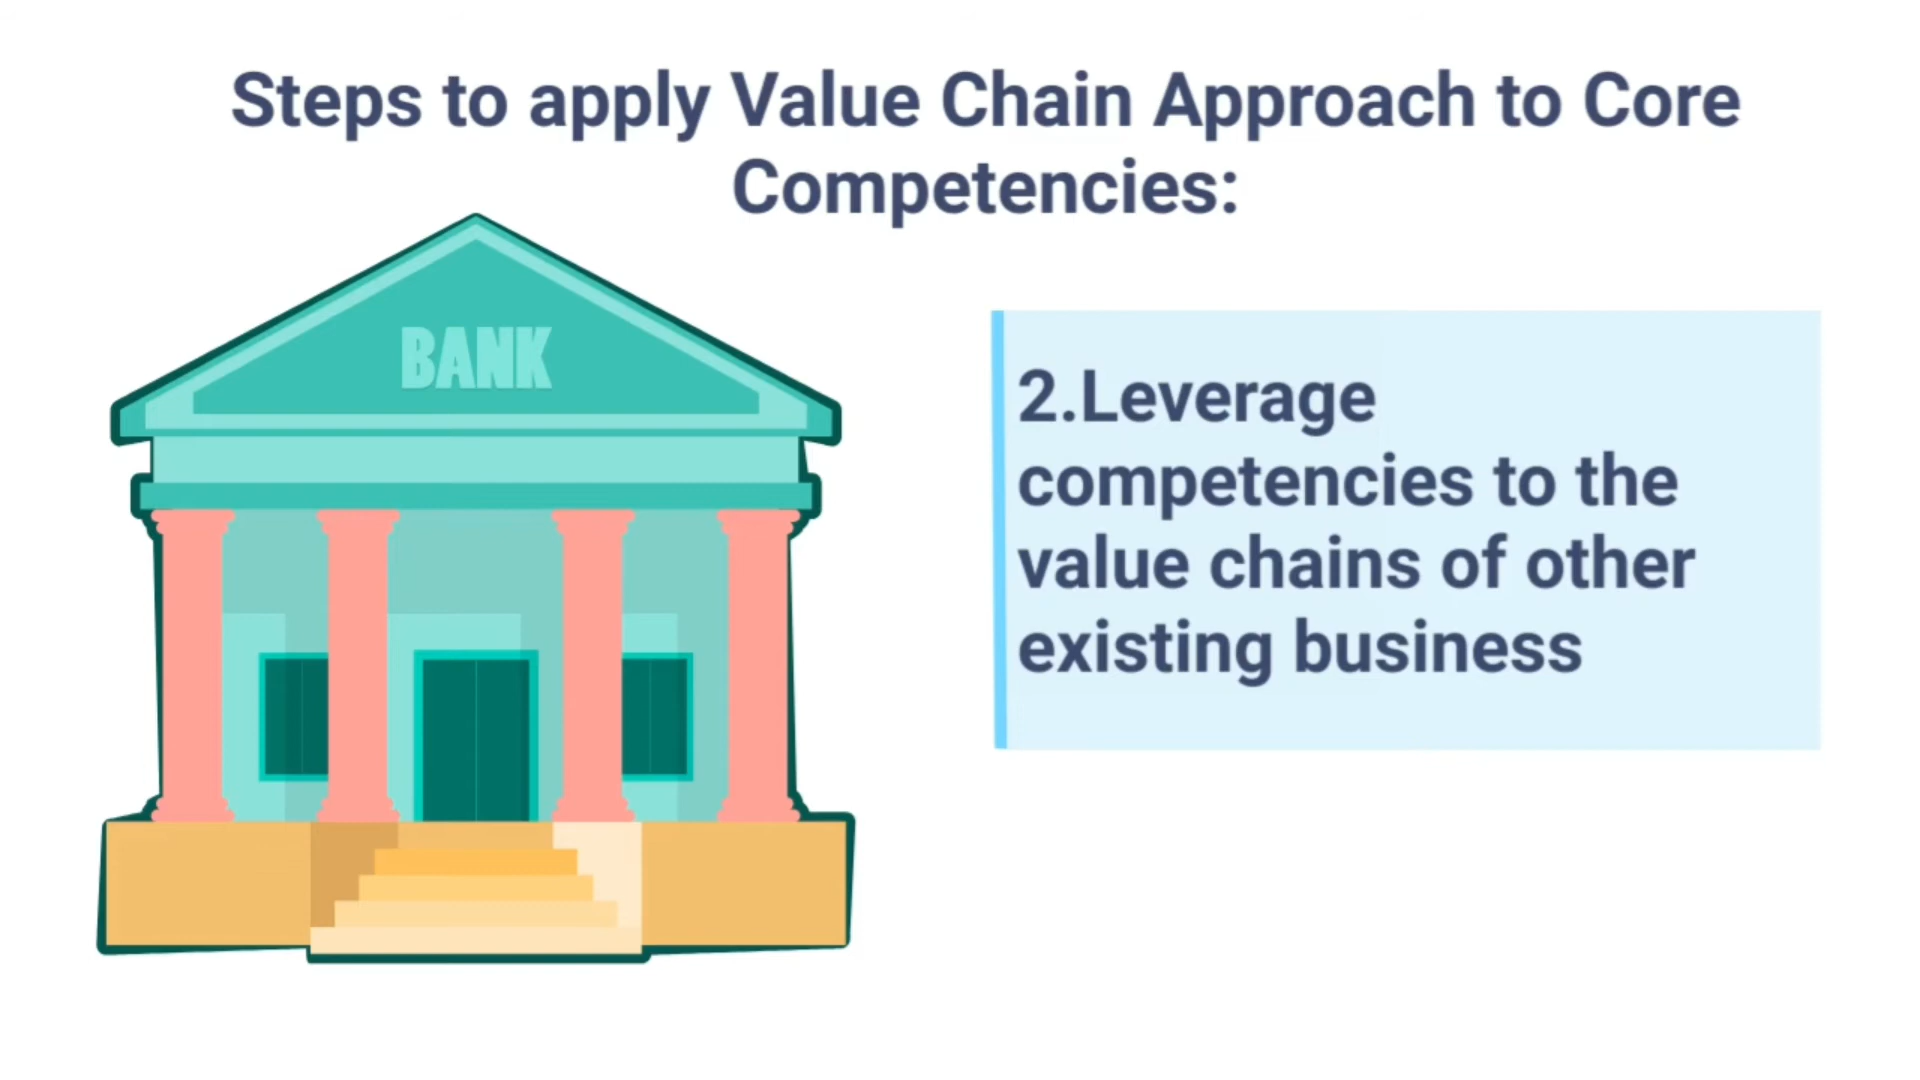 Steps to apply Value Chain Approach to Core
Competencies:
BANK
2.Leverage
competencies to the
value chains of other
existing business